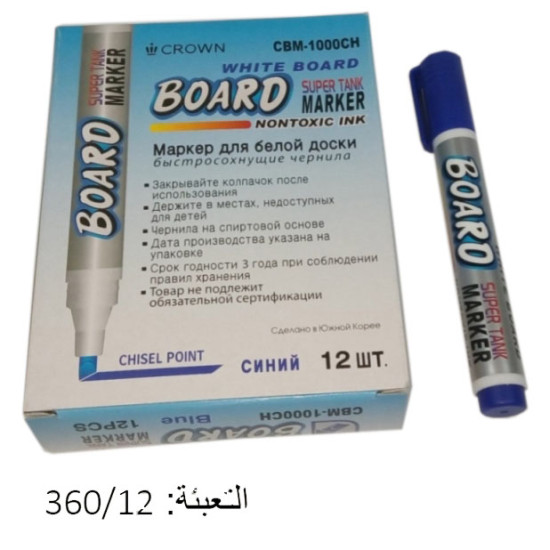 CROWN CBM-1000CH
WHITE BOARD
BOARD SUPER TANK MARKER
NONTOXIC INK
Маркер для белой доски
быстросохнущие чернила
▪ Закрывайте колпачок после
использования
▪ Держите в местах, недоступных
для детей
▪ Чернила на спиртовой основе
▪ Дата производства указана на
упаковке
▪ Срок годности 3 года при соблюдении
правил хранения
▪ Товар не подлежит
обязательной сертификации
Сделано в Южной Корее
CHISEL POINT
СИНИЙ 12 ШТ.
BOARD SUPER TANK MARKER
CBM-1000CH
BOARD MARKER
Blue 12PCS
BOARD SUPER TANK MARKER
التعبئة: 360/12